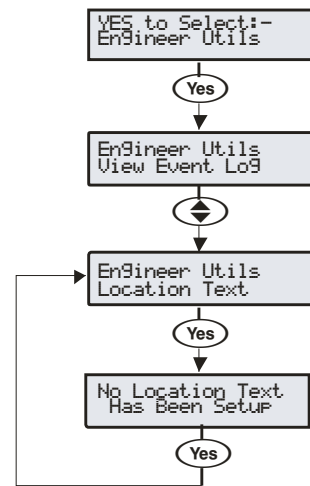 YES to Select:-
Engineer Utils
Yes
Engineer Utils
View Event Log
Engineer Utils
Location Text
Yes
No Location Text
Has Been Setup
Yes